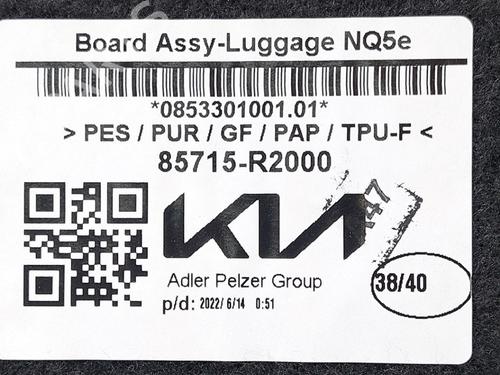 Board Assy-Luggage NQ5e
*0853301001.01*
> PES / PUR / GF / PAP / TPU-F <
85715-R2000
KIA
Adler Pelzer Group
38/40
p/d: 2022/ 6/14 0:51